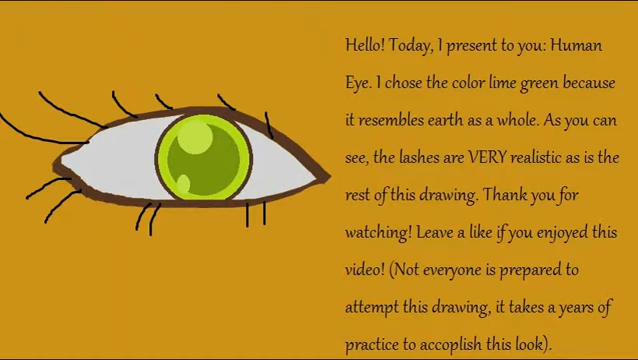 Hello! Today, I present to you: Human
Eye. I chose the color lime green because
it resembles earth as a whole. As you can
see, the lashes are VERY realistic as is the
rest of this drawing. Thank you for
watching! Leave a like if you enjoyed this
video! (Not everyone is prepared to
attempt this drawing, it takes a years of
practice to accoplish this look).